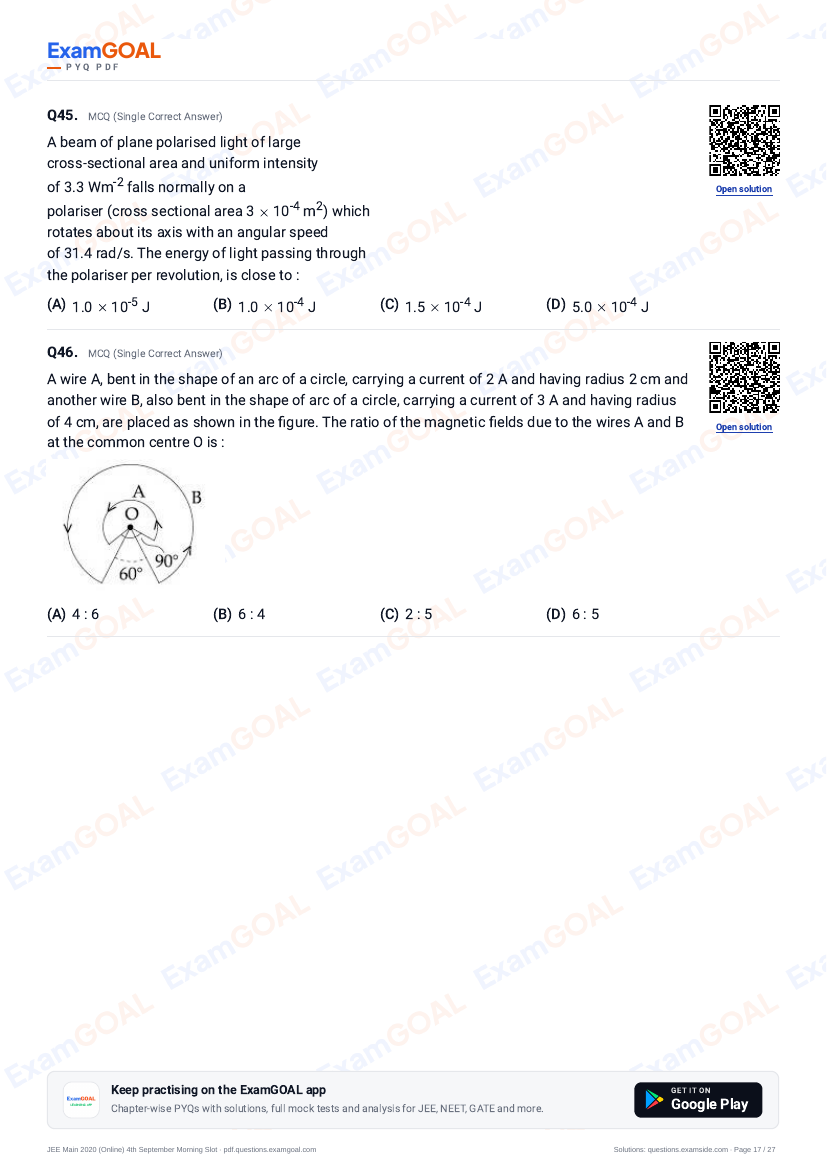 ExamGOAL
PYQ PDF
Q45. MCQ (Single Correct Answer)
A beam of plane polarised light of large
cross-sectional area and uniform intensity
of 3.3 Wm⁻² falls normally on a
polariser (cross sectional area 3 × 10⁻⁴ m²) which
rotates about its axis with an angular speed
of 31.4 rad/s. The energy of light passing through
the polariser per revolution, is close to :
Open solution
(A) 1.0 × 10⁻⁵ J (B) 1.0 × 10⁻⁴ J (C) 1.5 × 10⁻⁴ J (D) 5.0 × 10⁻⁴ J
Q46. MCQ (Single Correct Answer)
A wire A, bent in the shape of an arc of a circle, carrying a current of 2 A and having radius 2 cm and
another wire B, also bent in the shape of arc of a circle, carrying a current of 3 A and having radius
of 4 cm, are placed as shown in the figure. The ratio of the magnetic fields due to the wires A and B
at the common centre O is :
Open solution
A
B
O
90°
60°
(A) 4 : 6 (B) 6 : 4 (C) 2 : 5 (D) 6 : 5
ExamGOAL
Keep practising on the ExamGOAL app
Chapter-wise PYQs with solutions, full mock tests and analysis for JEE, NEET, GATE and more.
GET IT ON
Google Play
JEE Main 2020 (Online) 4th September Morning Slot · pdf.questions.examgoal.com
Solutions: questions.examside.com · Page 17 / 27